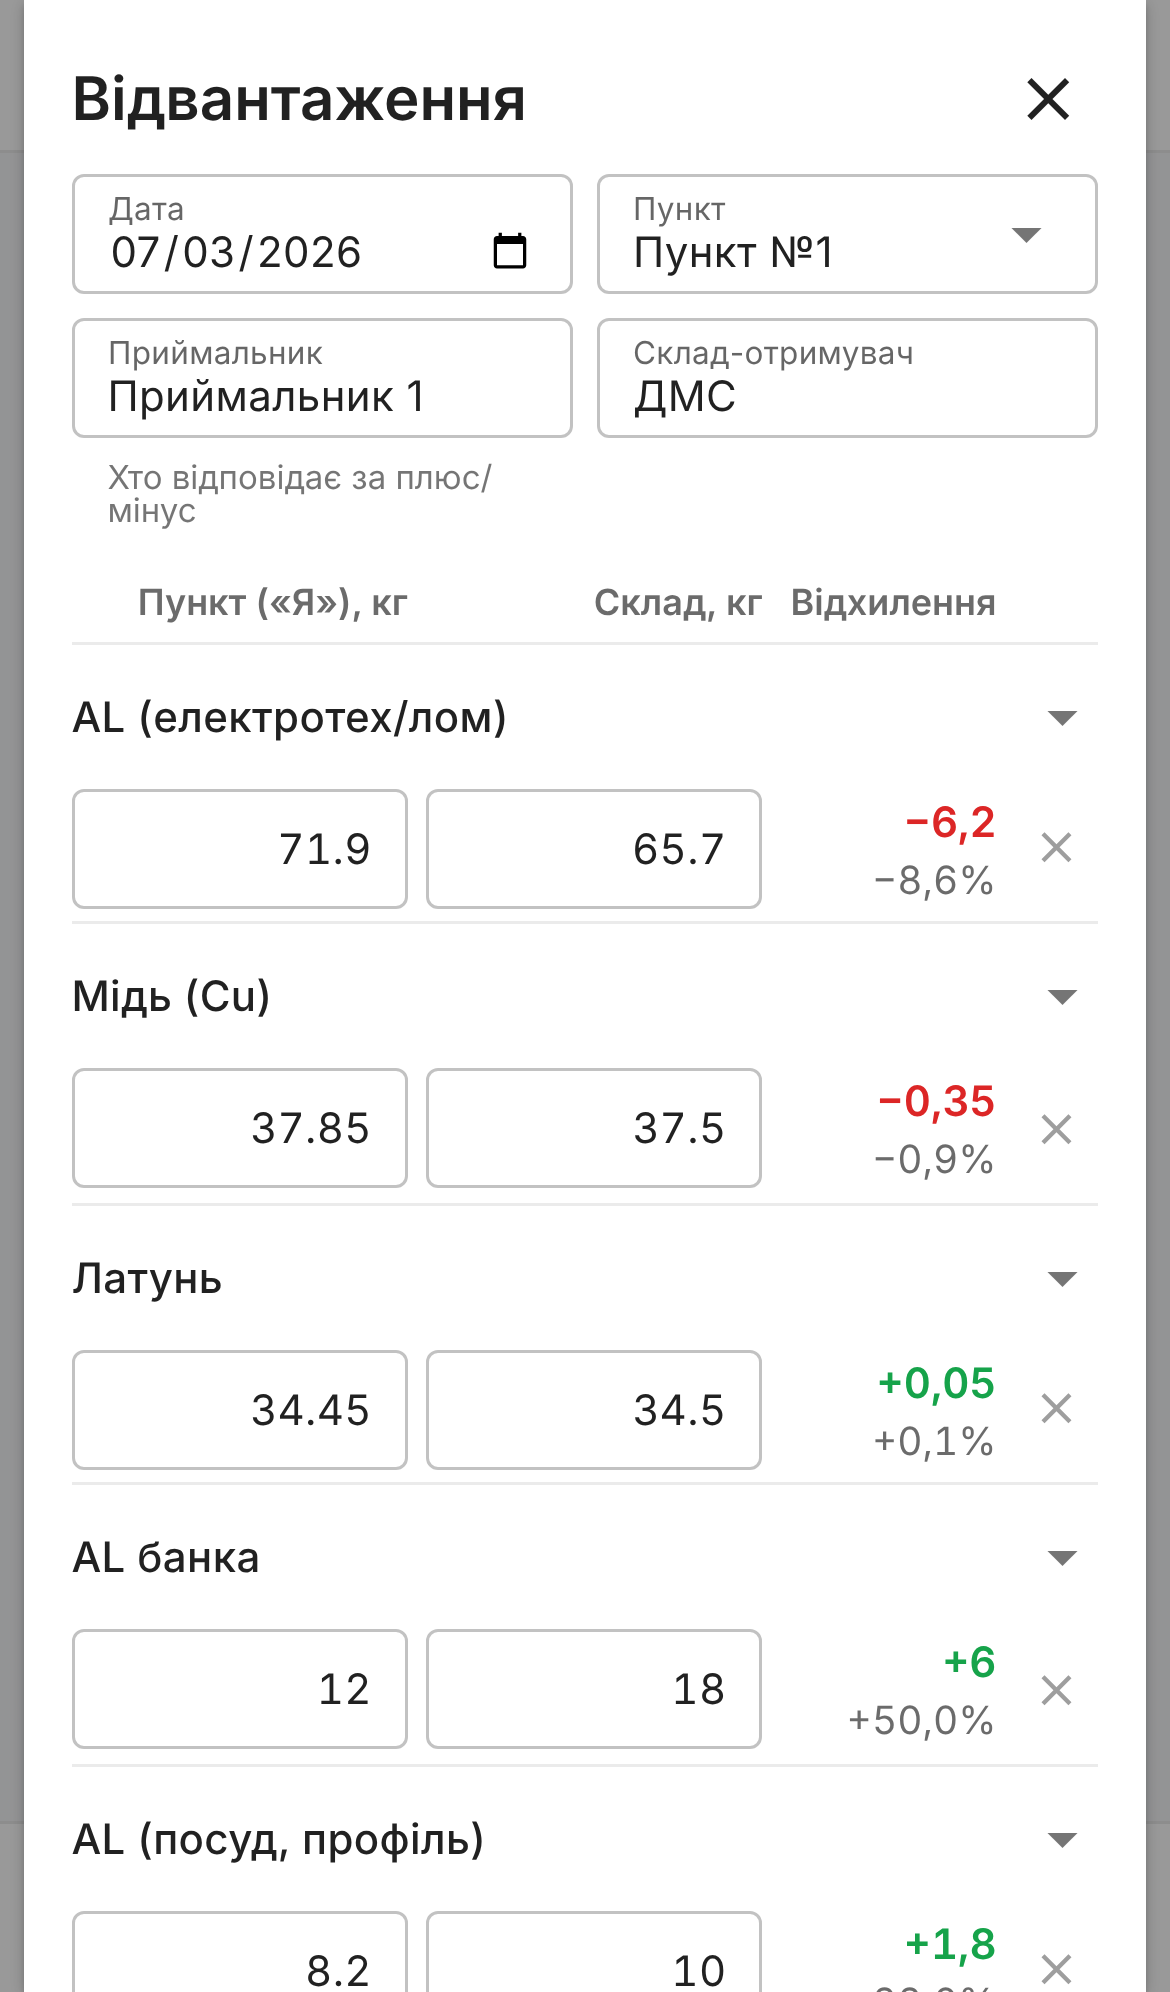 Відвантаження
Дата
07/03/2026
Пункт
Пункт №1
Приймальник
Приймальник 1
Склад-отримувач
ДМС
Хто відповідає за плюс/
мінус
Пункт («Я»), кг Склад, кг Відхилення
AL (електротех/лом)
71.9 65.7 −6,2
−8,6%
Мідь (Cu)
37.85 37.5 −0,35
−0,9%
Латунь
34.45 34.5 +0,05
+0,1%
AL банка
12 18 +6
+50,0%
AL (посуд, профіль)
8.2 10 +1,8